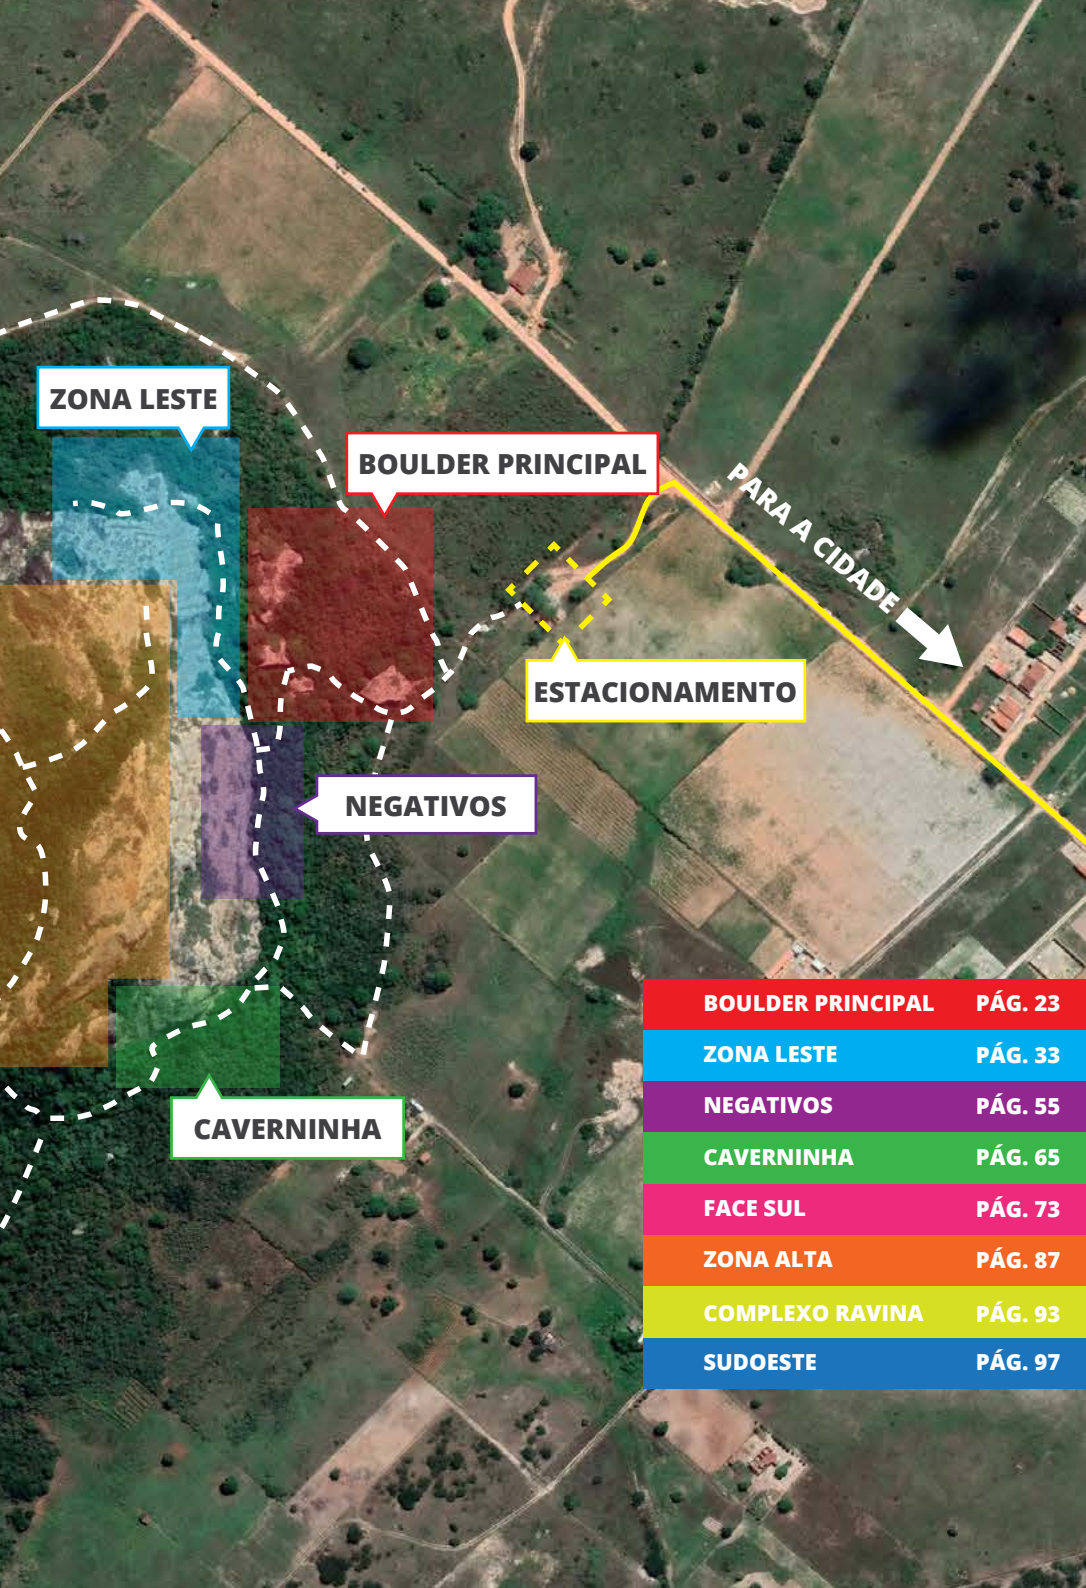 ZONA LESTE
BOULDER PRINCIPAL
PARA A CIDADE
ESTACIONAMENTO
NEGATIVOS
CAVERNINHA
BOULDER PRINCIPAL PÁG. 23
ZONA LESTE PÁG. 33
NEGATIVOS PÁG. 55
CAVERNINHA PÁG. 65
FACE SUL PÁG. 73
ZONA ALTA PÁG. 87
COMPLEXO RAVINA PÁG. 93
SUDOESTE PÁG. 97